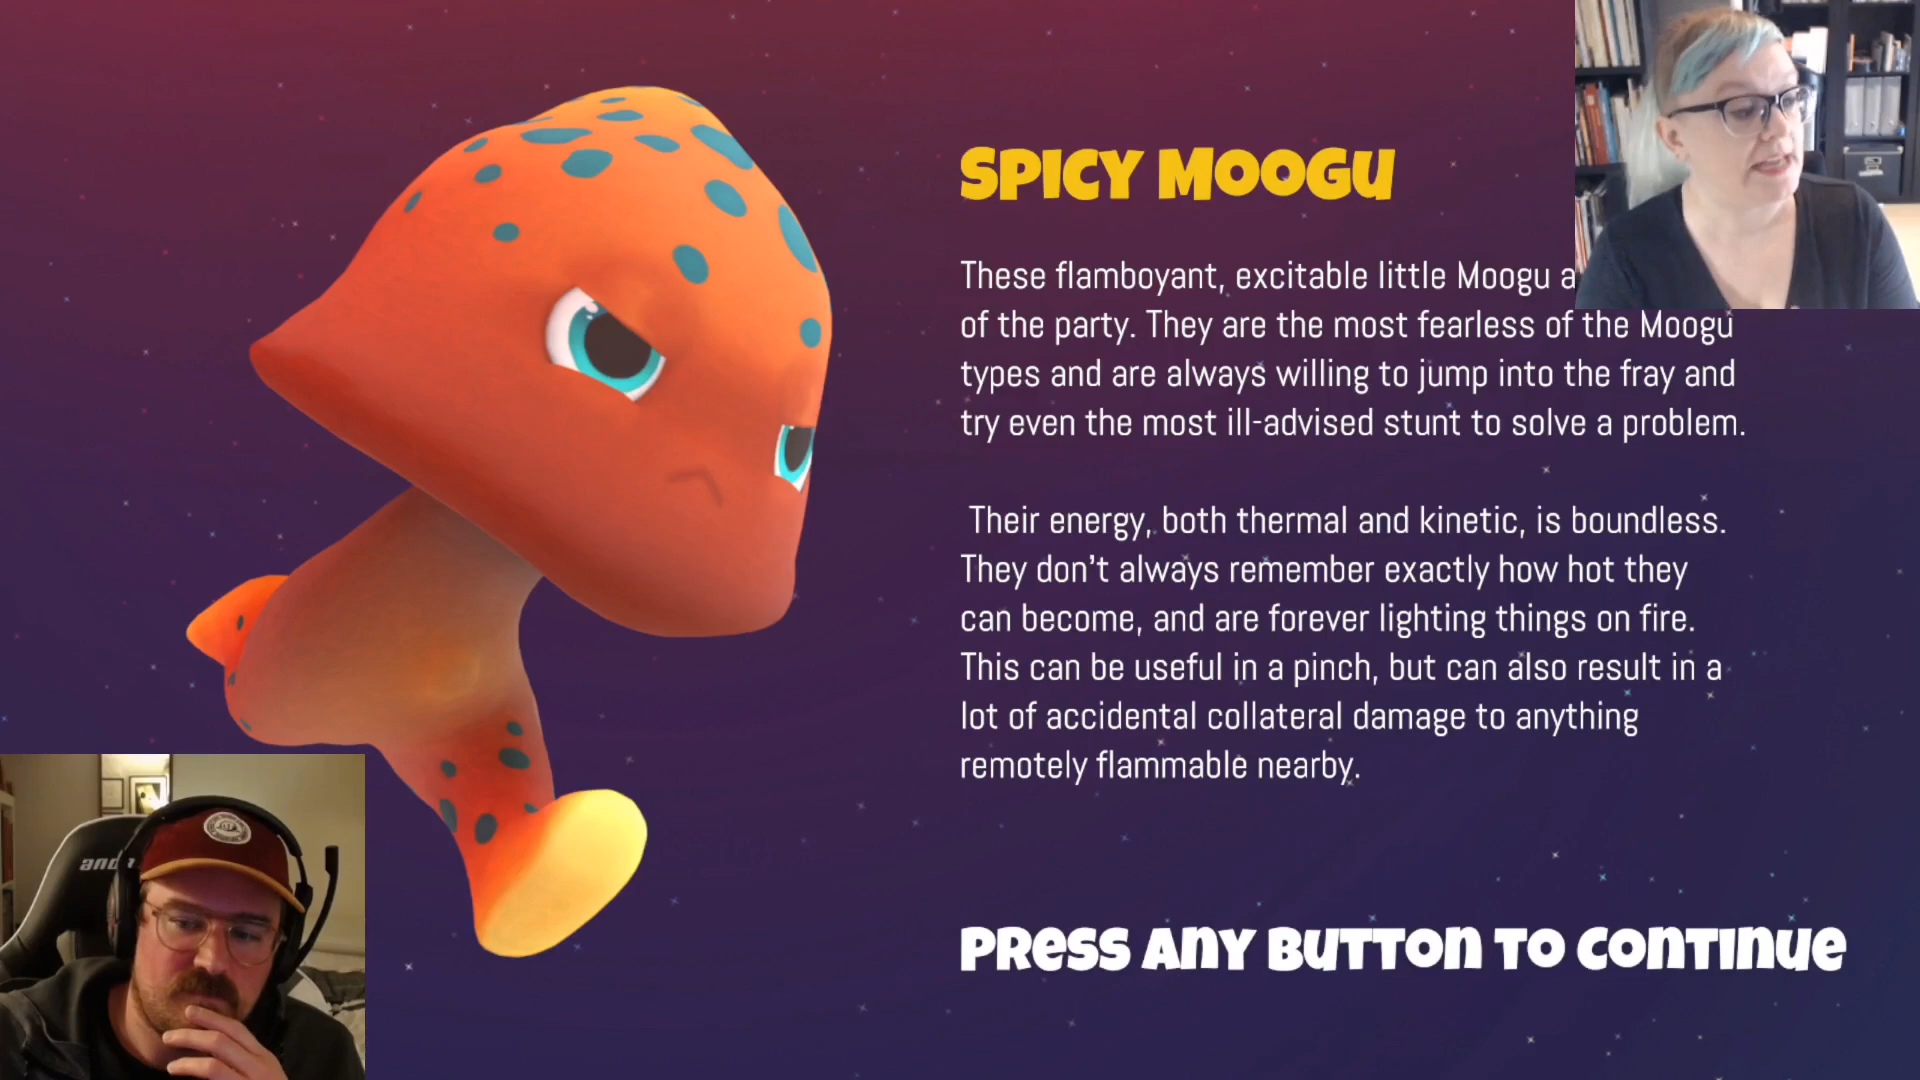 SPICY MOOGU
These flamboyant, excitable little Moogu
of the party. They are the most fearless of the Moogu
types and are always willing to jump into the fray and
try even the most ill-advised stunt to solve a problem.
Their energy, both thermal and kinetic, is boundless.
They don't always remember exactly how hot they
can become, and are forever lighting things on fire.
This can be useful in a pinch, but can also result in a
lot of accidental collateral damage to anything
remotely flammable nearby.
PRESS ANY BUTTON TO CONTINUE